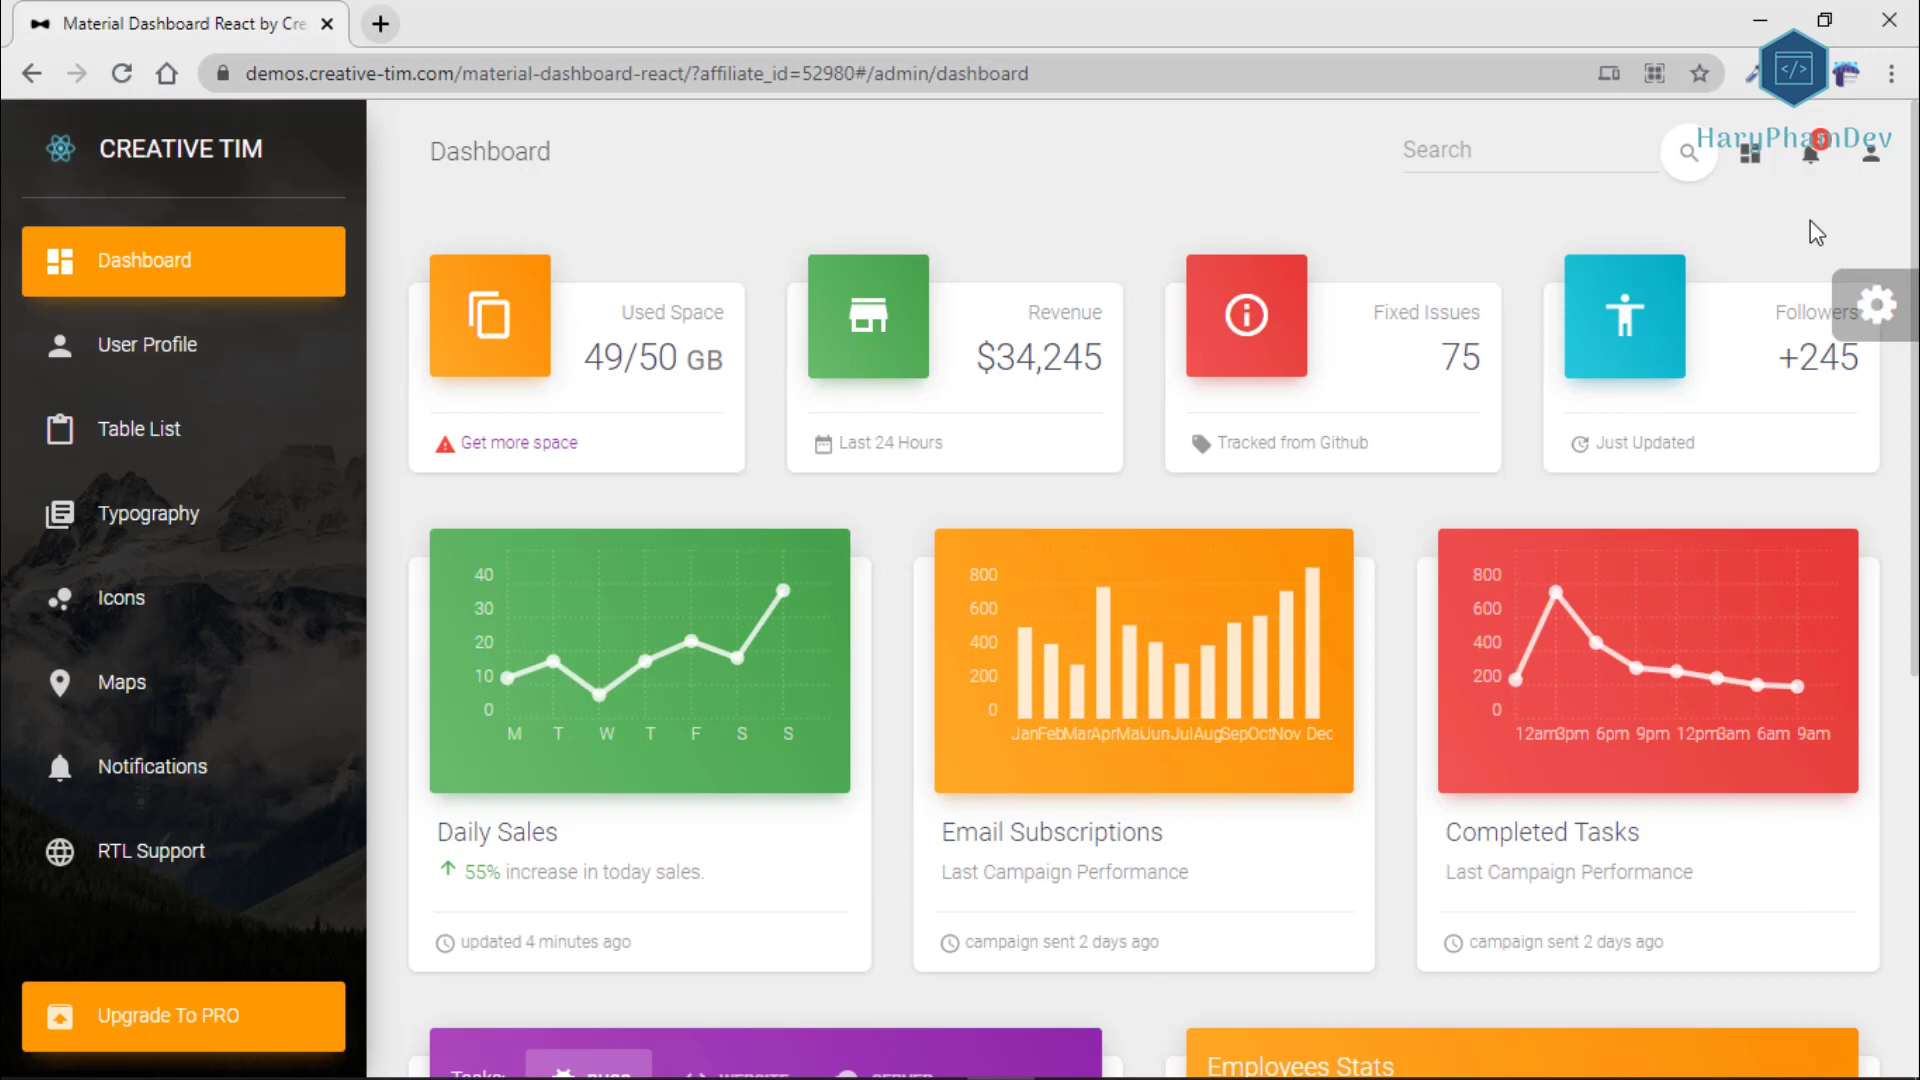 Material Dashboard React by Cre
demos.creative-tim.com/material-dashboard-react/?affiliate_id=52980#/admin/dashboard
HaryPhamDev
CREATIVE TIM
Dashboard
User Profile
Table List
Typography
Icons
Maps
Notifications
RTL Support
Upgrade To PRO
Dashboard
Search
Used Space
49/50 GB
Get more space
Revenue
$34,245
Last 24 Hours
Fixed Issues
75
Tracked from Github
Followers
+245
Just Updated
40
30
20
10
0
M T W T F S S
Daily Sales
55% increase in today sales.
updated 4 minutes ago
800
600
400
200
0
Jan Feb Mar Apr Mai Jun Jul Aug Sep Oct Nov Dec
Email Subscriptions
Last Campaign Performance
campaign sent 2 days ago
800
600
400
200
0
12am 3pm 6pm 9pm 12pm 3am 6am 9am
Completed Tasks
Last Campaign Performance
campaign sent 2 days ago
Tasks: BUGS WEBSITE SERVER
Employees Stats